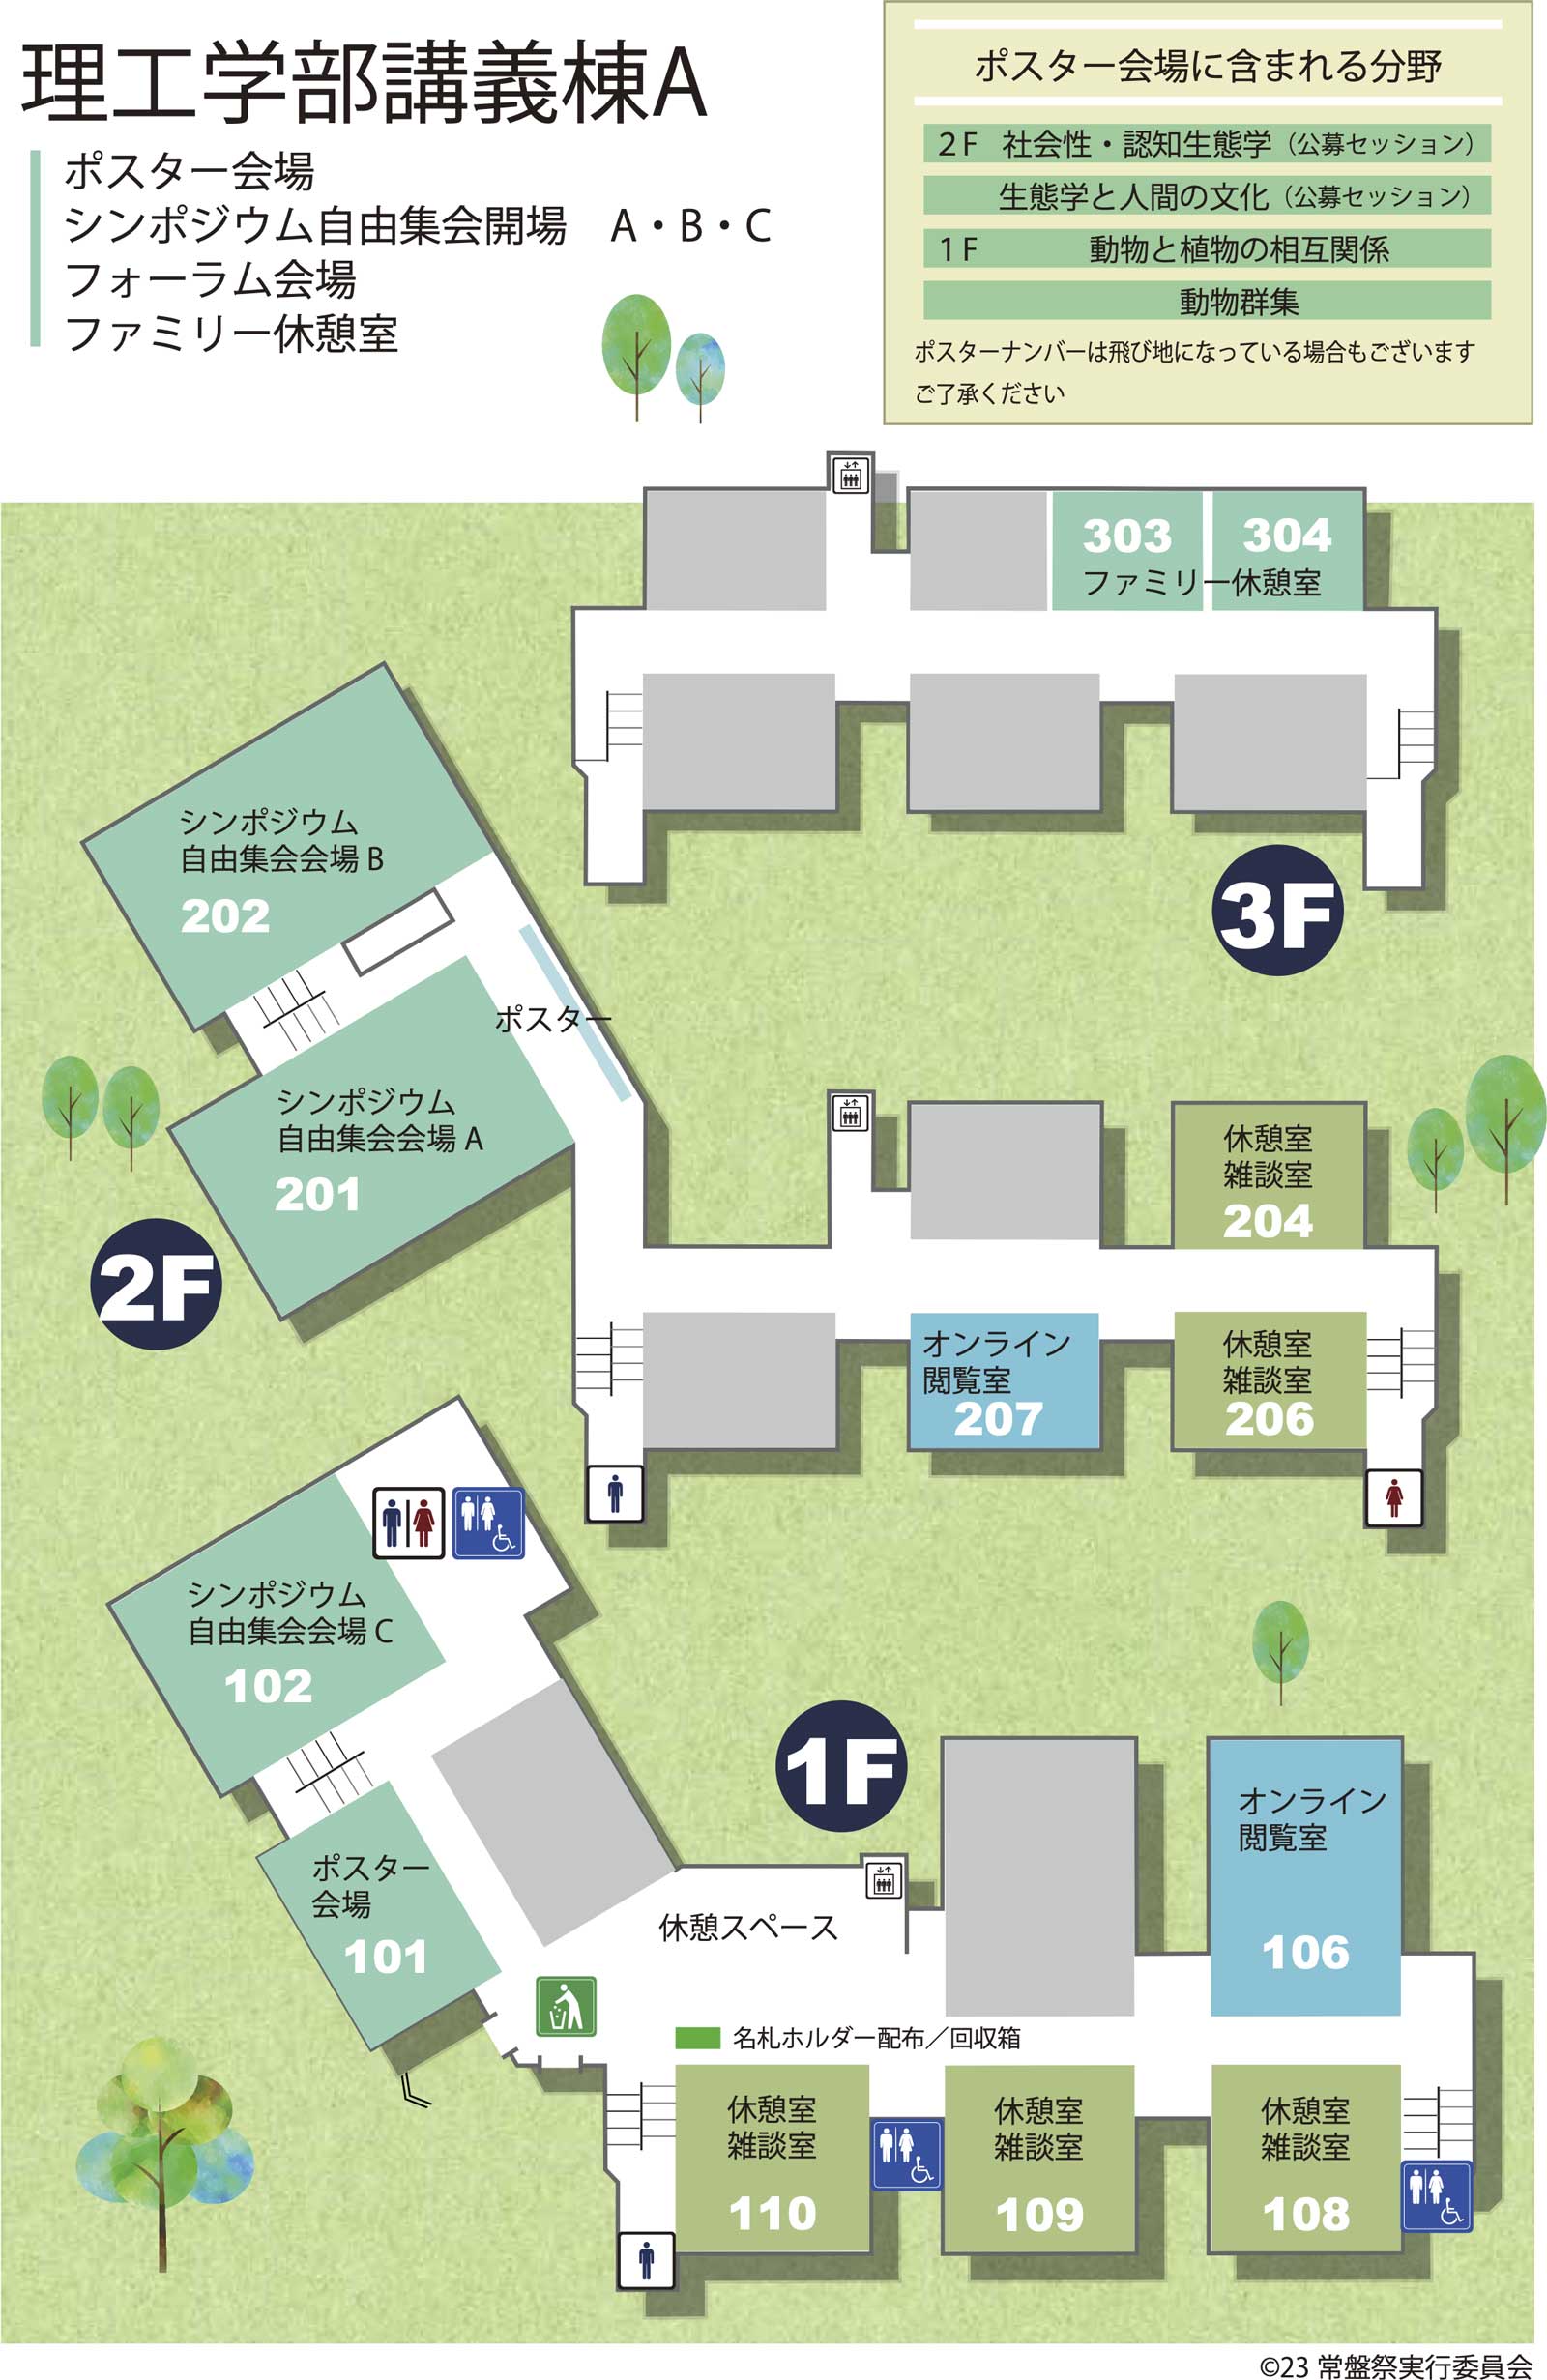 理工学部講義棟A
ポスター会場
シンポジウム自由集会開場　A・B・C
フォーラム会場
ファミリー休憩室
ポスター会場に含まれる分野
2F 社会性・認知生態学（公募セッション）
生態学と人間の文化（公募セッション）
1F 動物と植物の相互関係
動物群集
ポスターナンバーは飛び地になっている場合もございます
ご了承ください
303
304
ファミリー休憩室
3F
シンポジウム
自由集会会場 B
202
ポスター
シンポジウム
自由集会会場 A
201
2F
休憩室
雑談室
204
オンライン
閲覧室
207
休憩室
雑談室
206
シンポジウム
自由集会会場 C
102
1F
ポスター
会場
101
休憩スペース
オンライン
閲覧室
106
名札ホルダー配布／回収箱
休憩室
雑談室
110
休憩室
雑談室
109
休憩室
雑談室
108
©23 常盤祭実行委員会